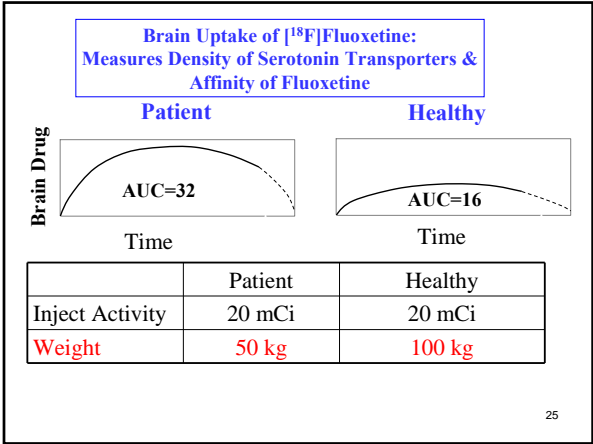 Brain Uptake of [¹⁸F]Fluoxetine:
Measures Density of Serotonin Transporters &
Affinity of Fluoxetine
Patient
Healthy
Brain Drug
AUC=32
AUC=16
Time
Time
Patient Healthy
Inject Activity 20 mCi 20 mCi
Weight 50 kg 100 kg
25